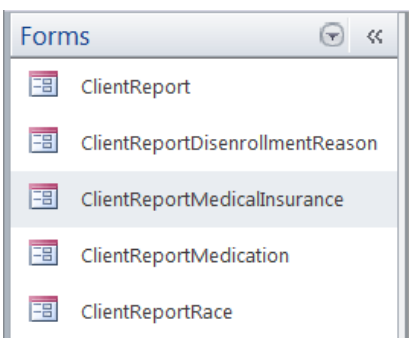 Forms
ClientReport
ClientReportDisenrollmentReason
ClientReportMedicalInsurance
ClientReportMedication
ClientReportRace